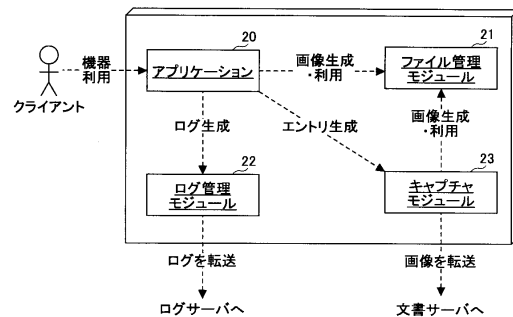 20
21
機器
利用
アプリケーション
画像生成
・利用
ファイル管理
モジュール
クライアント
ログ生成
エントリ生成
画像生成
・利用
22
23
ログ管理
モジュール
キャプチャ
モジュール
ログを転送
画像を転送
ログサーバへ
文書サーバへ